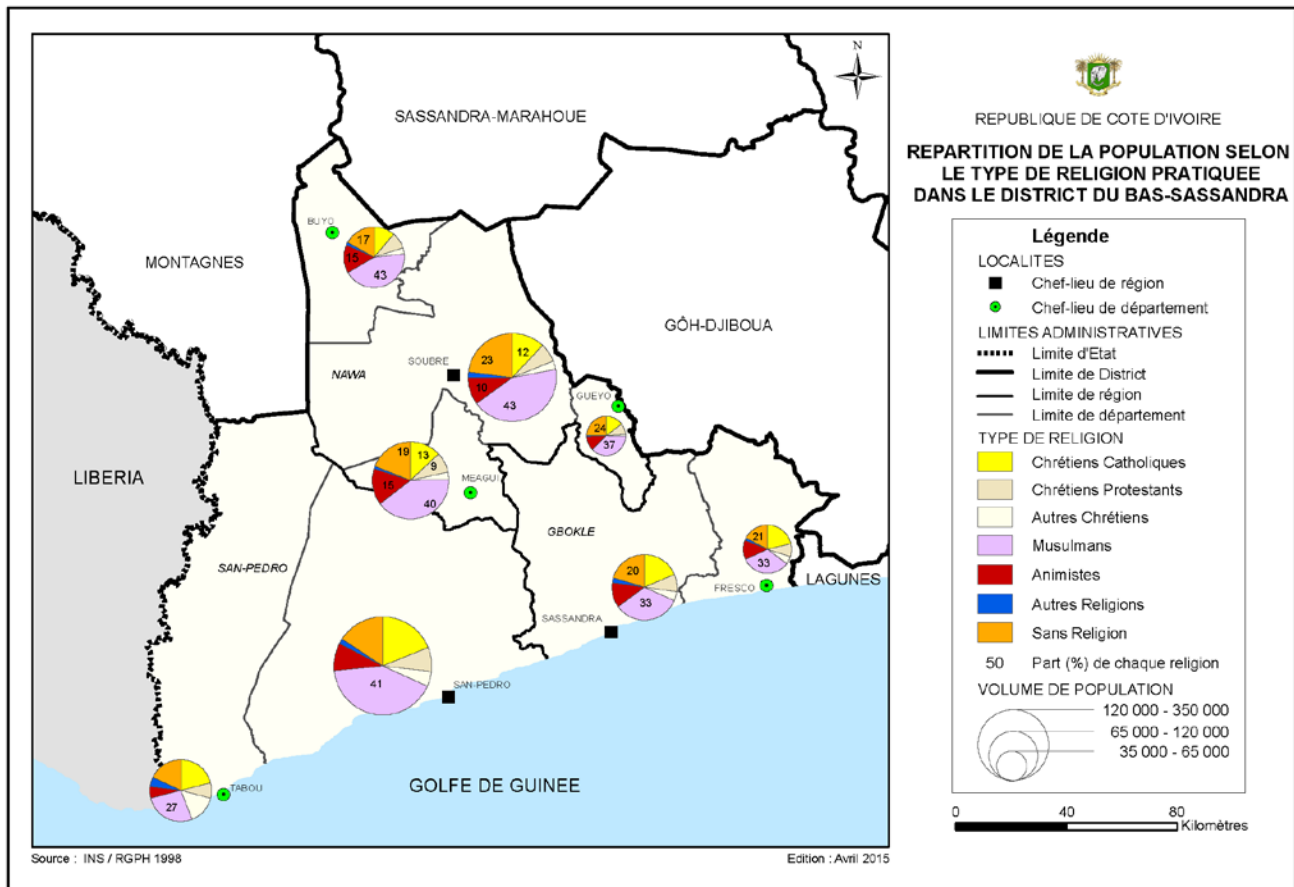 N
SASSANDRA-MARAHOUE
MONTAGNES
GÔH-DJIBOUA
LIBERIA
LAGUNES
GOLFE DE GUINEE
BUYO
17
15
43
NAWA
SOUBRE
23
12
10
43
GUEYO
24
37
19
13
9
15
40
MEAGUI
GBOKLE
SAN-PEDRO
21
33
FRESCO
20
33
SASSANDRA
41
SAN-PEDRO
27
TABOU
Source : INS / RGPH 1998
Edition : Avril 2015
REPUBLIQUE DE COTE D'IVOIRE
REPARTITION DE LA POPULATION SELON
LE TYPE DE RELIGION PRATIQUEE
DANS LE DISTRICT DU BAS-SASSANDRA
Légende
LOCALITES
Chef-lieu de région
Chef-lieu de département
LIMITES ADMINISTRATIVES
Limite d'Etat
Limite de District
Limite de région
Limite de département
TYPE DE RELIGION
Chrétiens Catholiques
Chrétiens Protestants
Autres Chrétiens
Musulmans
Animistes
Autres Religions
Sans Religion
50 Part (%) de chaque religion
VOLUME DE POPULATION
120 000 - 350 000
65 000 - 120 000
35 000 - 65 000
0 40 80
Kilomètres